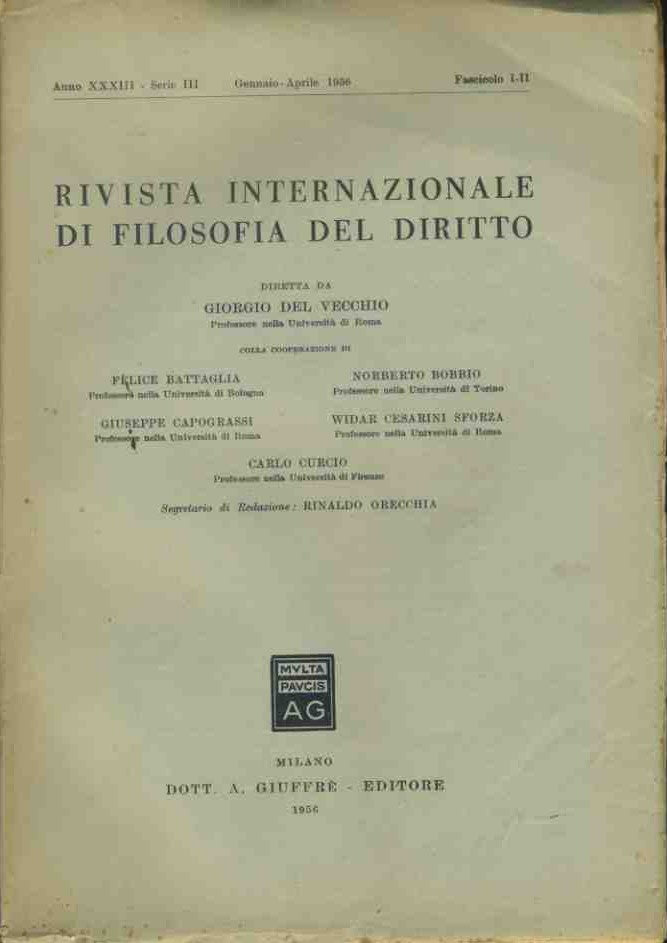 Anno XXXIII - Serie III Gennaio-Aprile 1956 Fascicolo I-II
RIVISTA INTERNAZIONALE
DI FILOSOFIA DEL DIRITTO
DIRETTA DA
GIORGIO DEL VECCHIO
Professore nella Università di Roma
COLLA COOPERAZIONE DI
FELICE BATTAGLIA
Professore nella Università di Bologna
NORBERTO BOBBIO
Professore nella Università di Torino
GIUSEPPE CAPOGRASSI
Professore nella Università di Roma
WIDAR CESARINI SFORZA
Professore nella Università di Roma
CARLO CURCIO
Professore nella Università di Firenze
Segretario di Redazione: RINALDO ORECCHIA
MVLTA
PAVCIS
AG
MILANO
DOTT. A. GIUFFRÈ - EDITORE
1956